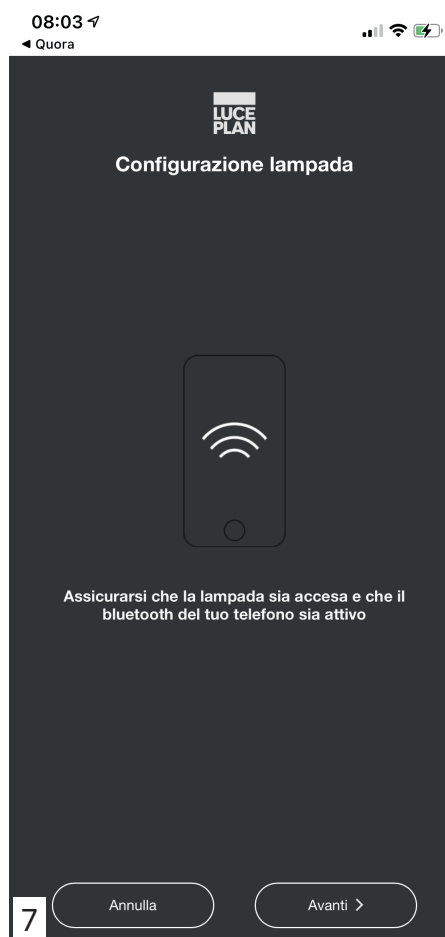 08:03
◀ Quora
LUCE
PLAN
Configurazione lampada
Assicurarsi che la lampada sia accesa e che il
bluetooth del tuo telefono sia attivo
Annulla
Avanti >
7